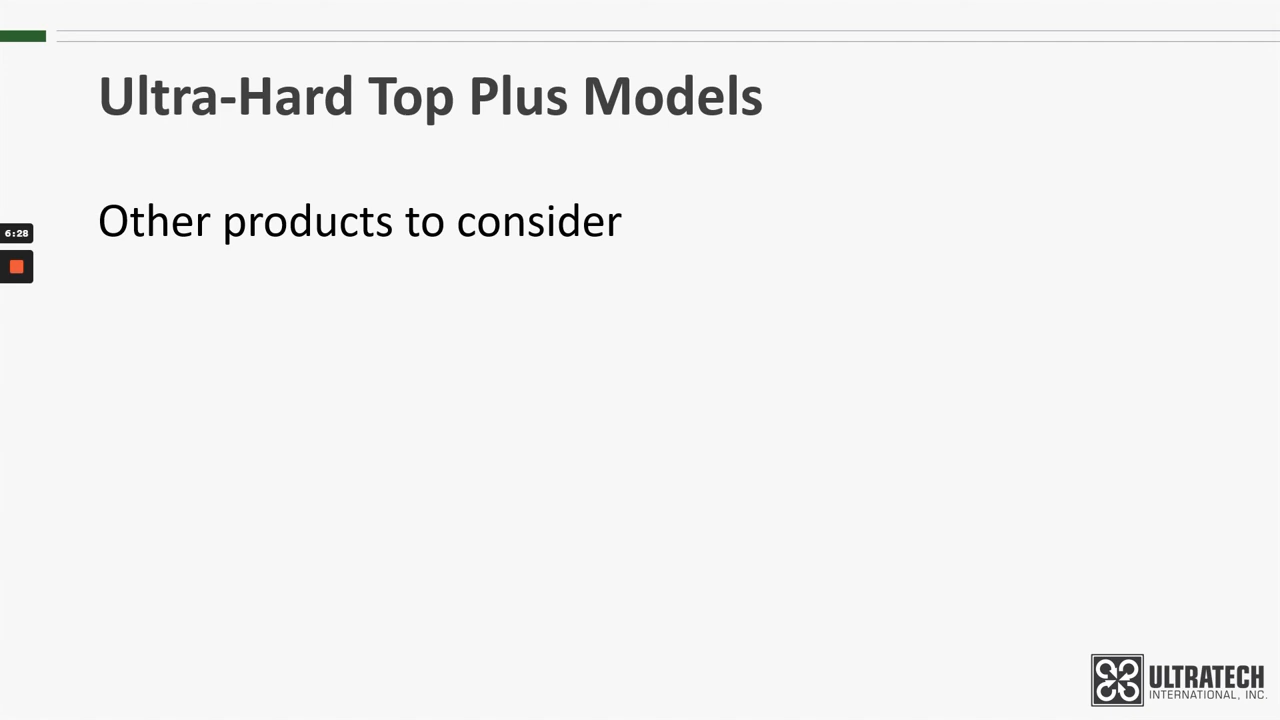 Ultra-Hard Top Plus Models
Other products to consider
6:28
ULTRATECH
INTERNATIONAL, INC.